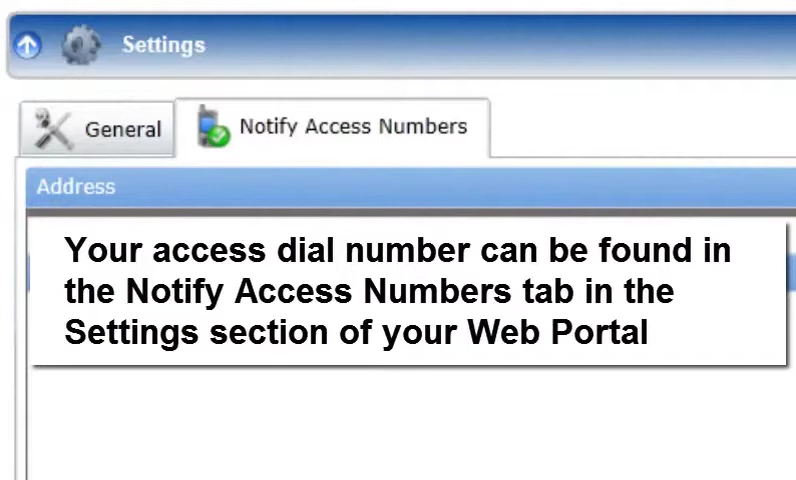 Settings
General
Notify Access Numbers
Address
Your access dial number can be found in
the Notify Access Numbers tab in the
Settings section of your Web Portal